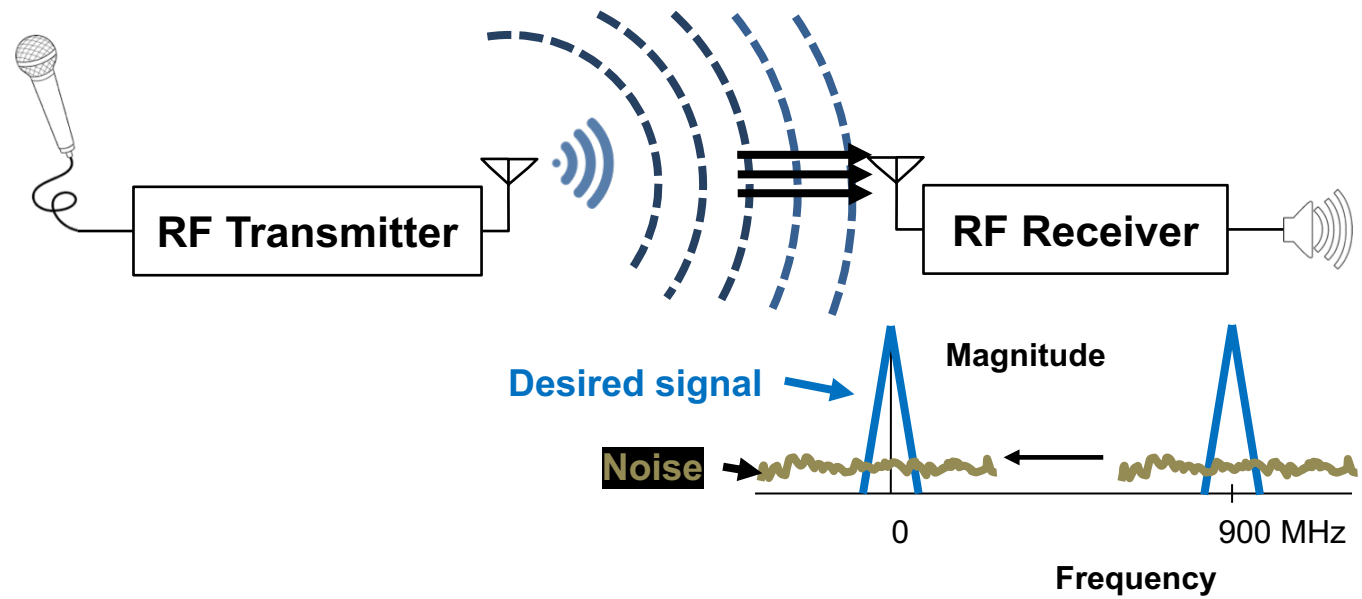 RF Transmitter
RF Receiver
Magnitude
Desired signal
Noise
0
900 MHz
Frequency